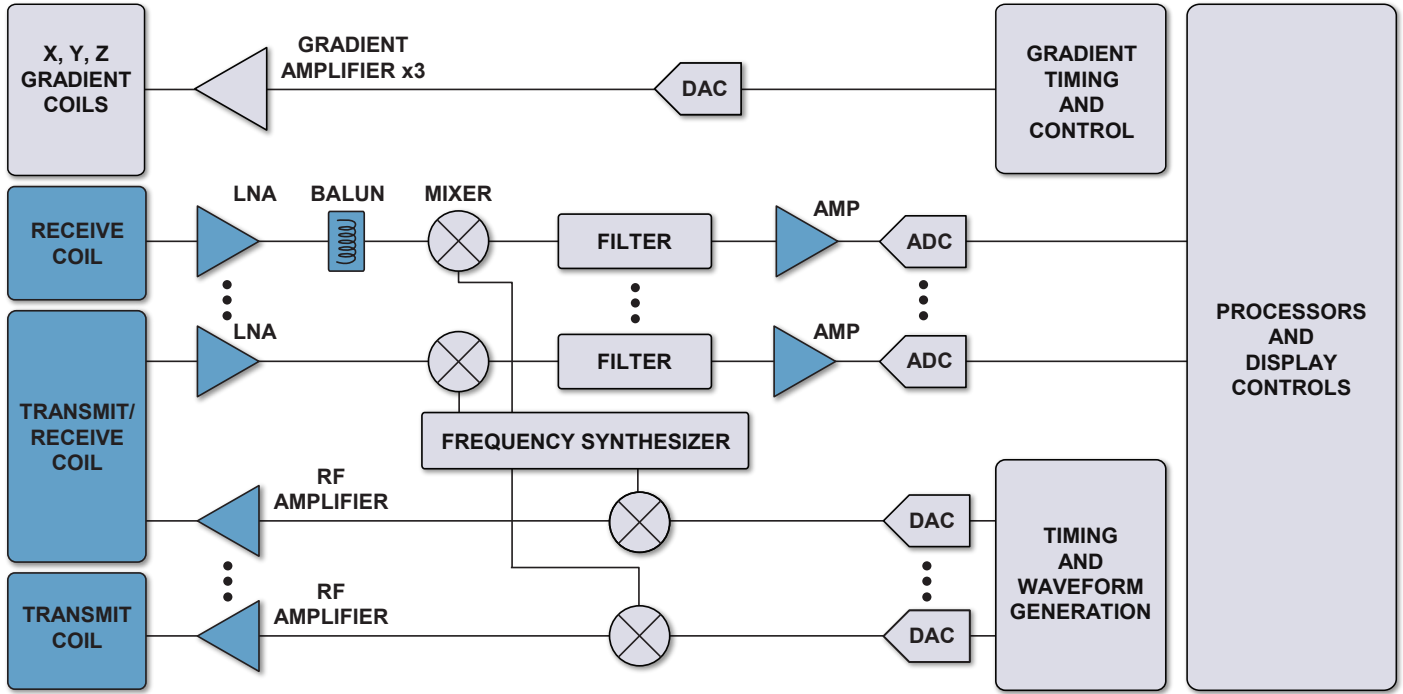 X, Y, Z
GRADIENT
COILS
GRADIENT
AMPLIFIER x3
DAC
GRADIENT
TIMING
AND
CONTROL
RECEIVE
COIL
LNA
BALUN
MIXER
FILTER
AMP
ADC
PROCESSORS
AND
DISPLAY
CONTROLS
TRANSMIT/
RECEIVE
COIL
LNA
FILTER
AMP
ADC
FREQUENCY SYNTHESIZER
RF
AMPLIFIER
DAC
TIMING
AND
WAVEFORM
GENERATION
TRANSMIT
COIL
RF
AMPLIFIER
DAC